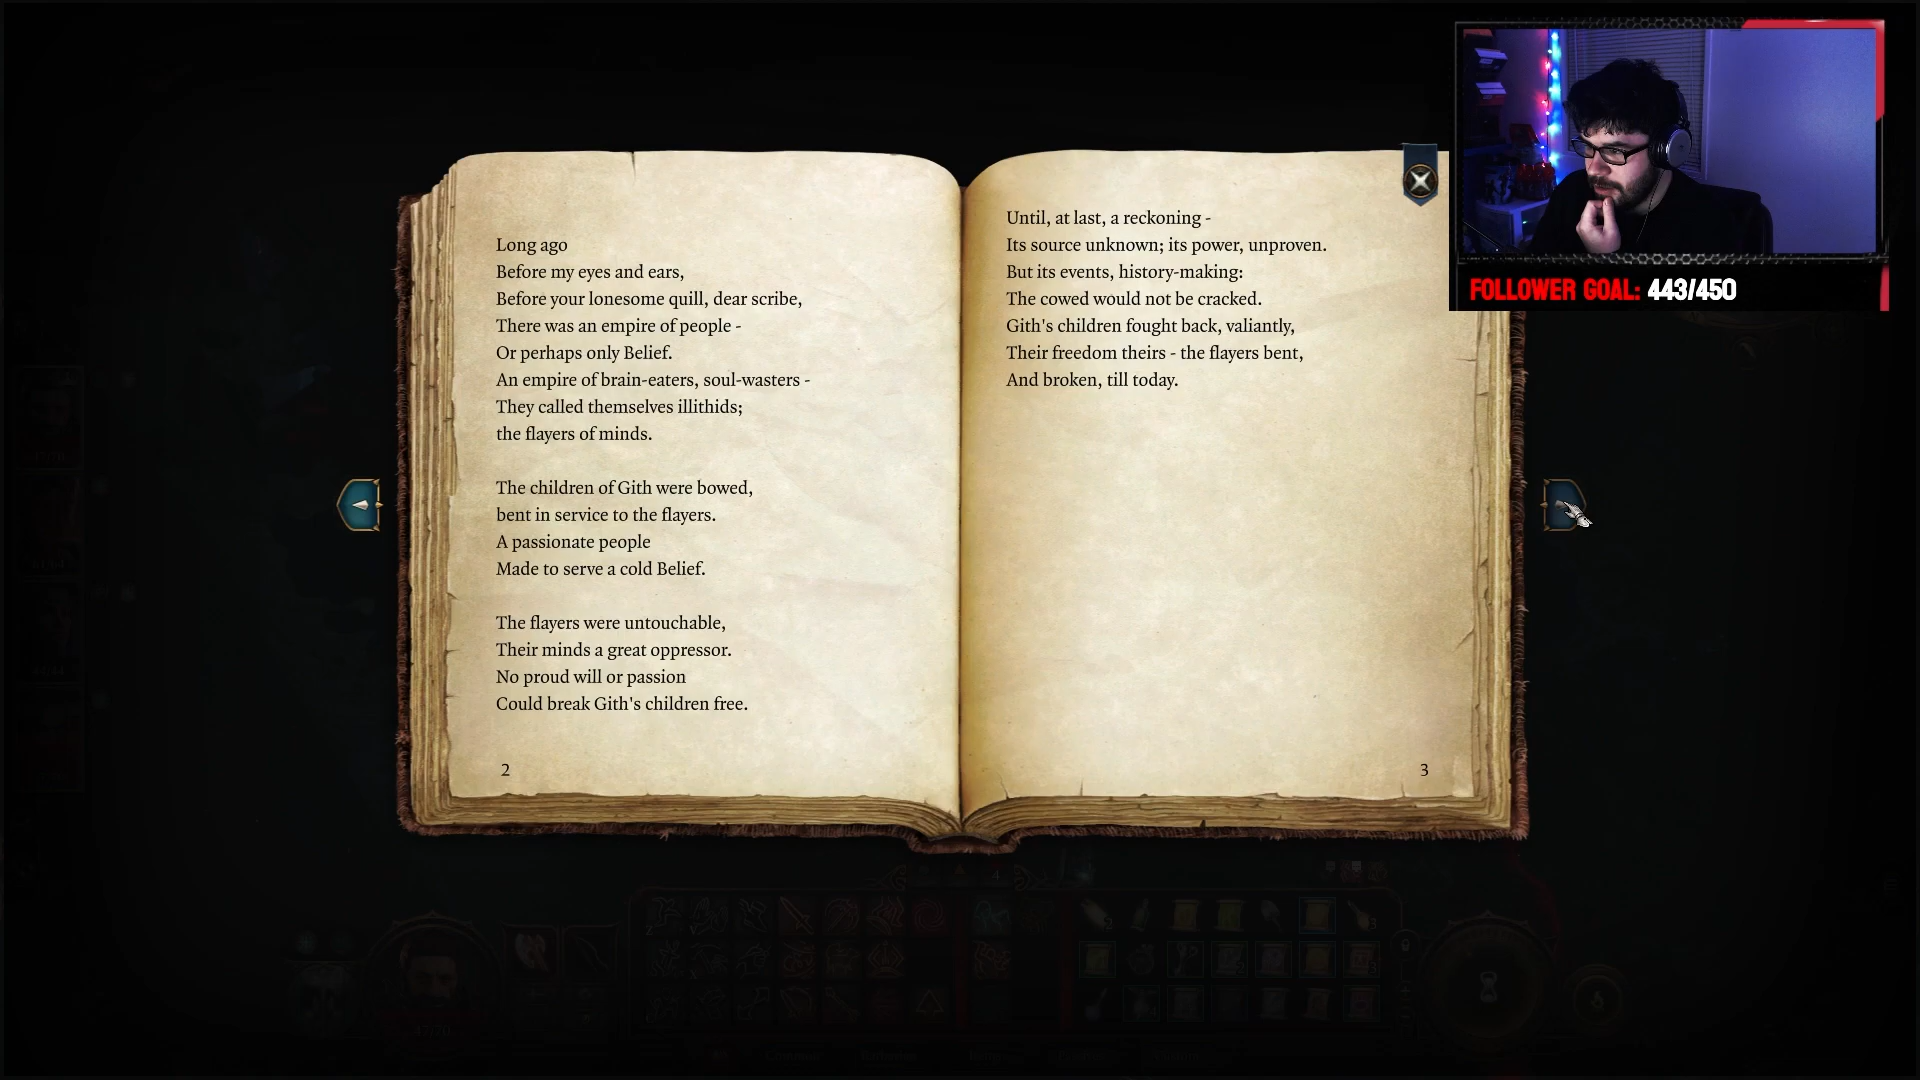 Long ago
Before my eyes and ears,
Before your lonesome quill, dear scribe,
There was an empire of people -
Or perhaps only Belief.
An empire of brain-eaters, soul-wasters -
They called themselves illithids;
the flayers of minds.
The children of Gith were bowed,
bent in service to the flayers.
A passionate people
Made to serve a cold Belief.
The flayers were untouchable,
Their minds a great oppressor.
No proud will or passion
Could break Gith's children free.
2
Until, at last, a reckoning -
Its source unknown; its power, unproven.
But its events, history-making:
The cowed would not be cracked.
Gith's children fought back, valiantly,
Their freedom theirs - the flayers bent,
And broken, till today.
3
FOLLOWER GOAL: 443/450